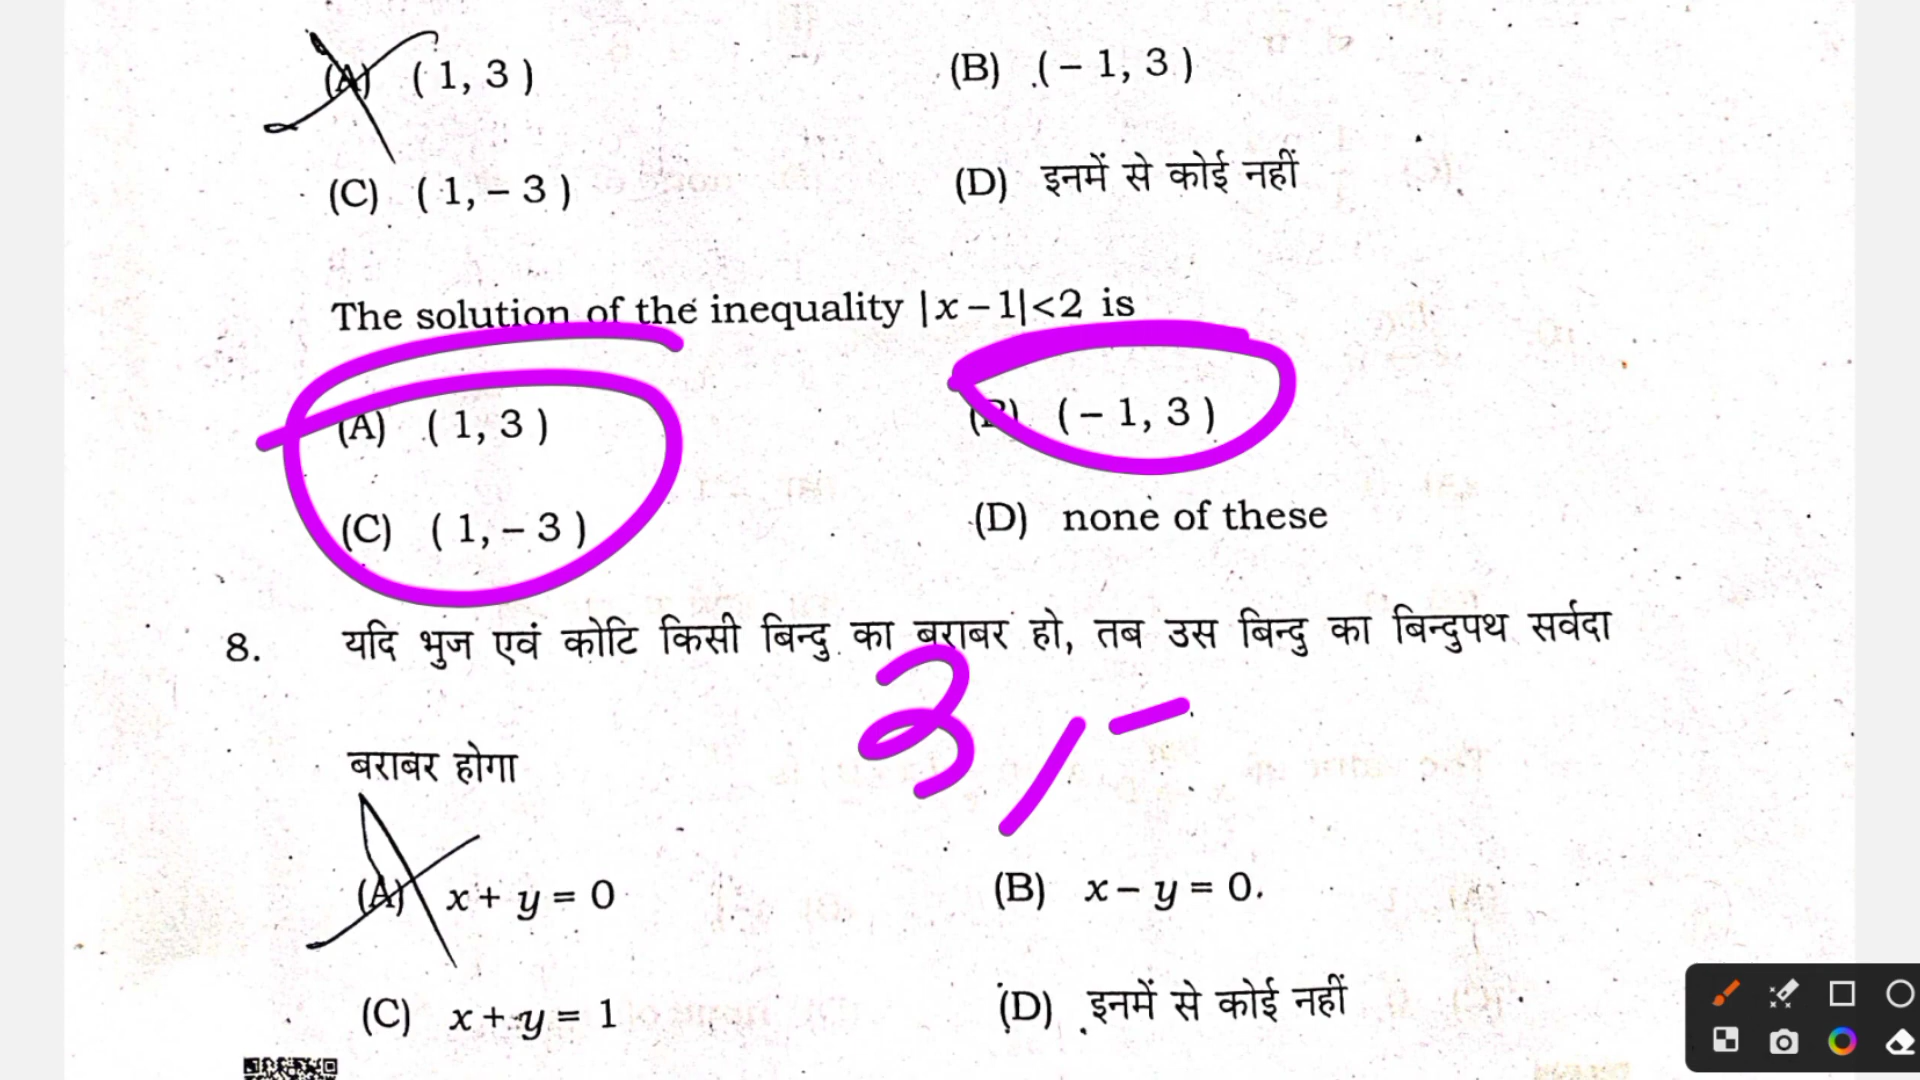 (A) ( 1, 3 ) (B) ( – 1, 3 )
(C) ( 1, – 3 ) (D) इनमें से कोई नहीं
The solution of the inequality |x – 1|<2 is
(A) ( 1, 3 ) (B) ( – 1, 3 )
(C) ( 1, – 3 ) (D) none of these
8. यदि भुज एवं कोटि किसी बिन्दु का बराबर हो, तब उस बिन्दु का बिन्दुपथ सर्वदा
3 , –
बराबर होगा
(A) x + y = 0 (B) x – y = 0.
(C) x + y = 1 (D) इनमें से कोई नहीं